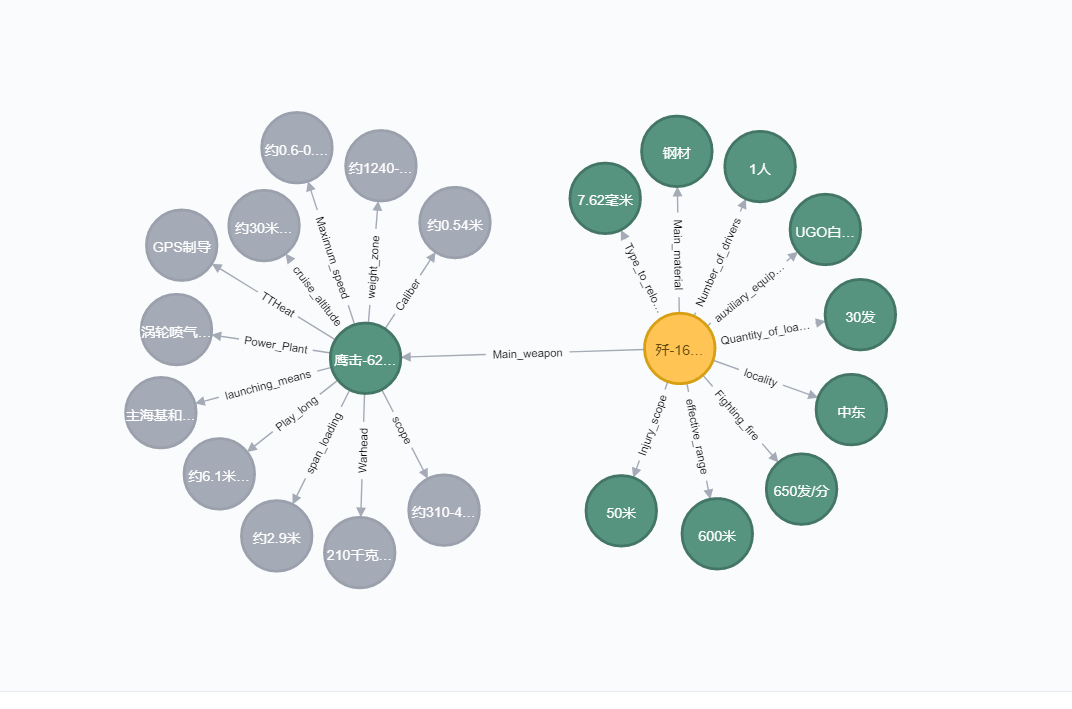 约0.6-0....
约1240-...
约0.54米
约30米...
GPS制导
涡轮喷气...
主海基和...
约6.1米...
约2.9米
210千克...
约310-4...
鹰击-62...
Maximum_speed
weight_zone
Caliber
cruise_altitude
TTHeat
Power_Plant
launching_means
Play_long
span_loading
Warhead
scope
Main_weapon
歼-16...
7.62毫米
钢材
1人
UGO白...
30发
中东
650发/分
600米
50米
Type_to_relo...
Main_material
Number_of_drivers
auxiliary_equip...
Quantity_of_loa...
locality
Fighting_fire
effective_range
Injury_scope